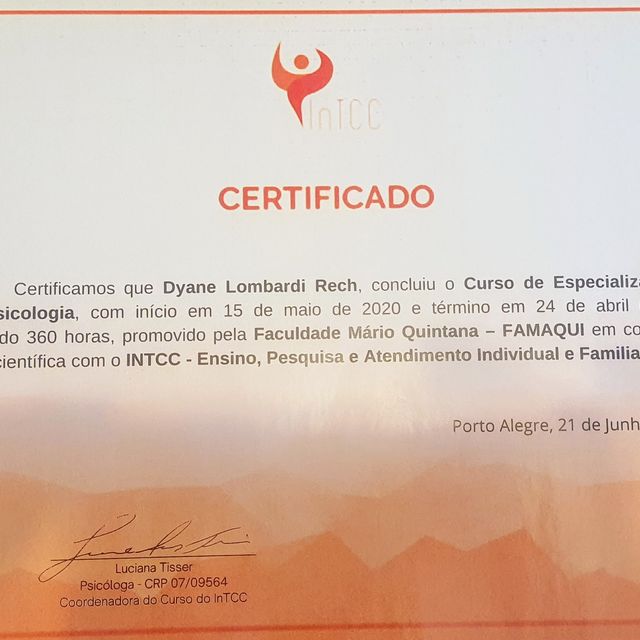 InTCC
CERTIFICADO
Certificamos que Dyane Lombardi Rech, concluiu o Curso de Especializa
sicologia, com início em 15 de maio de 2020 e término em 24 de abril
do 360 horas, promovido pela Faculdade Mário Quintana – FAMAQUI em co
científica com o INTCC - Ensino, Pesquisa e Atendimento Individual e Familia
Porto Alegre, 21 de Junh
Luciana Tisser
Psicóloga - CRP 07/09564
Coordenadora do Curso do InTCC